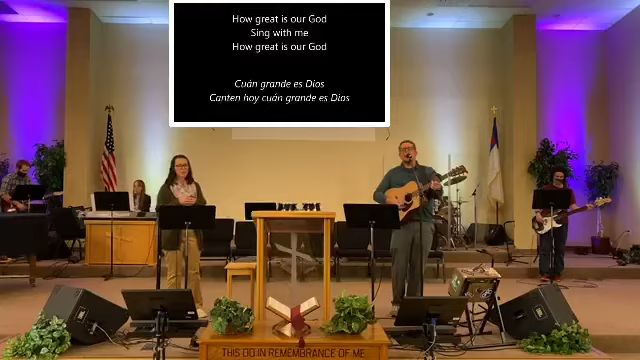 How great is our God
Sing with me
How great is our God
Cuán grande es Dios
Canten hoy cuán grande es Dios
THIS DO IN REMEMBRANCE OF ME